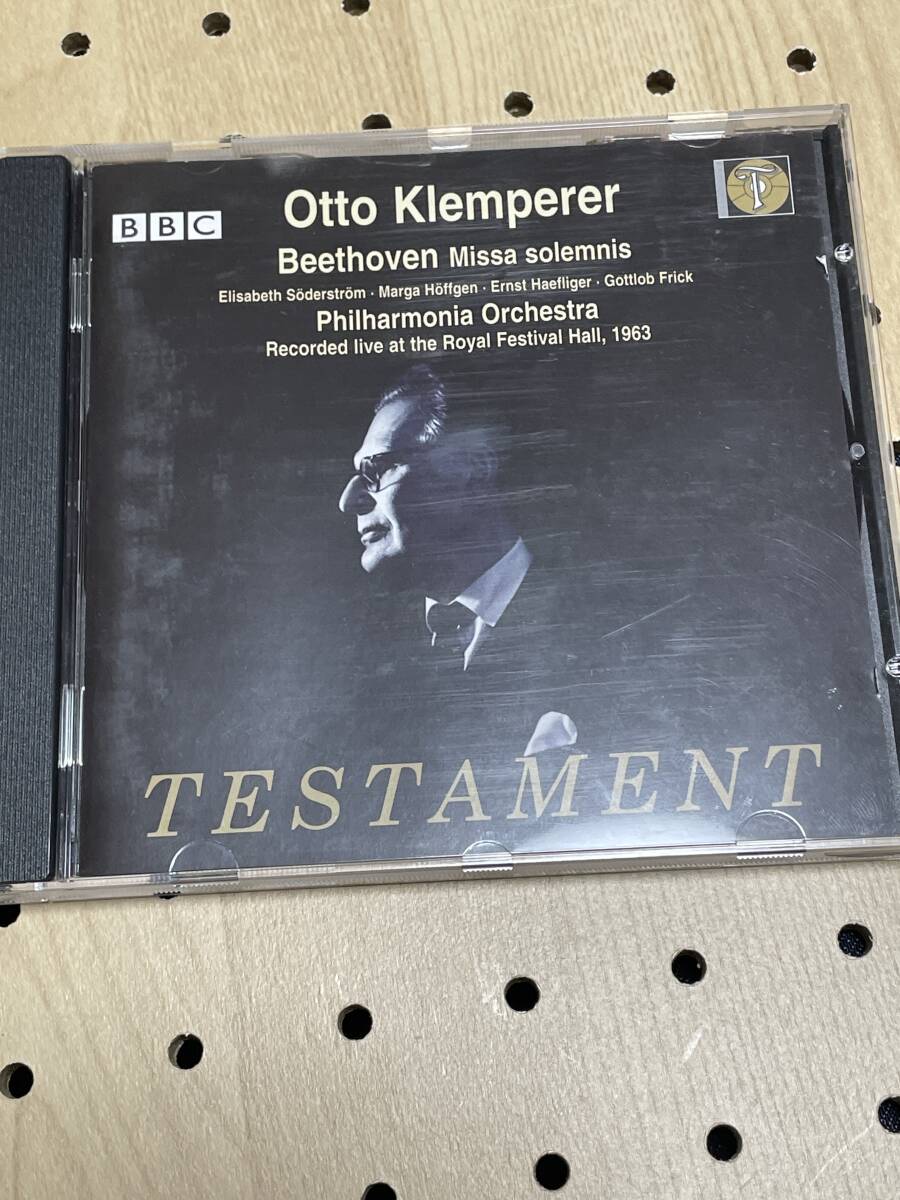 Otto Klemperer
BBC
Beethoven Missa solemnis
Elisabeth Söderström · Marga Höffgen · Ernst Haefliger · Gottlob Frick
Philharmonia Orchestra
Recorded live at the Royal Festival Hall, 1963
TESTAMENT